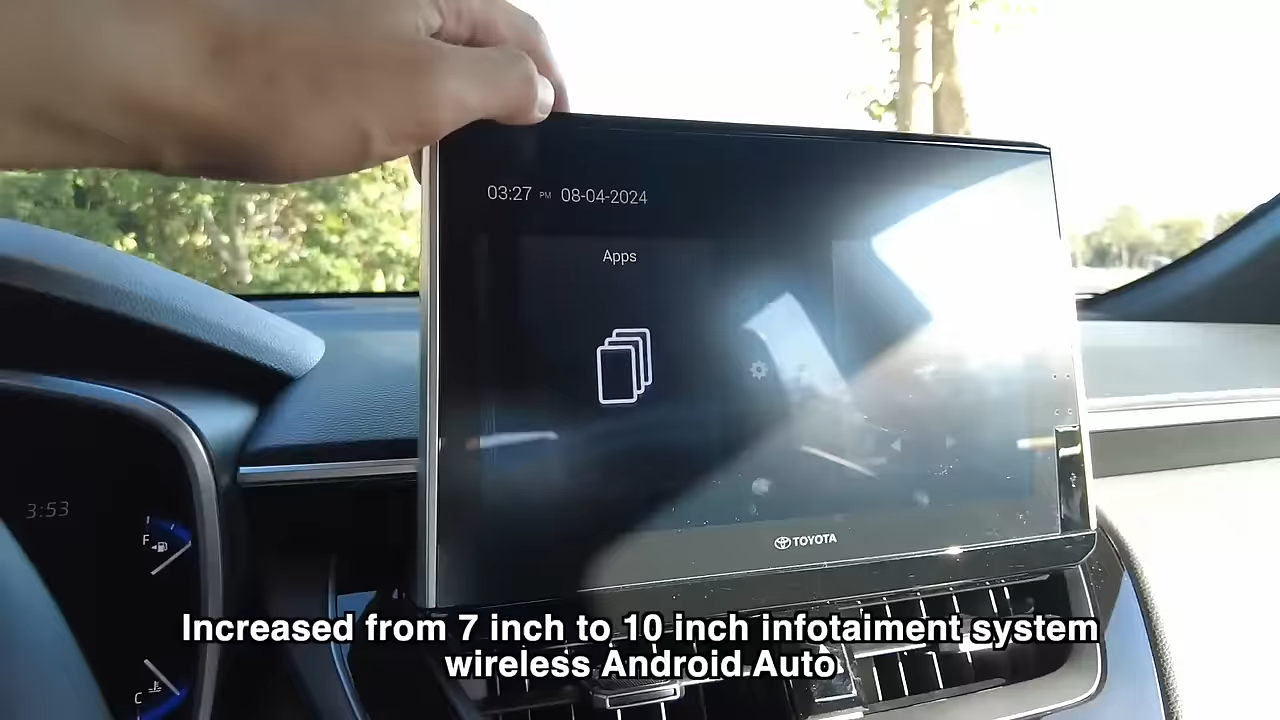 03:27 PM 08-04-2024
Apps
3:53
F
TOYOTA
Increased from 7 inch to 10 inch infotaiment system
wireless Android Auto
C